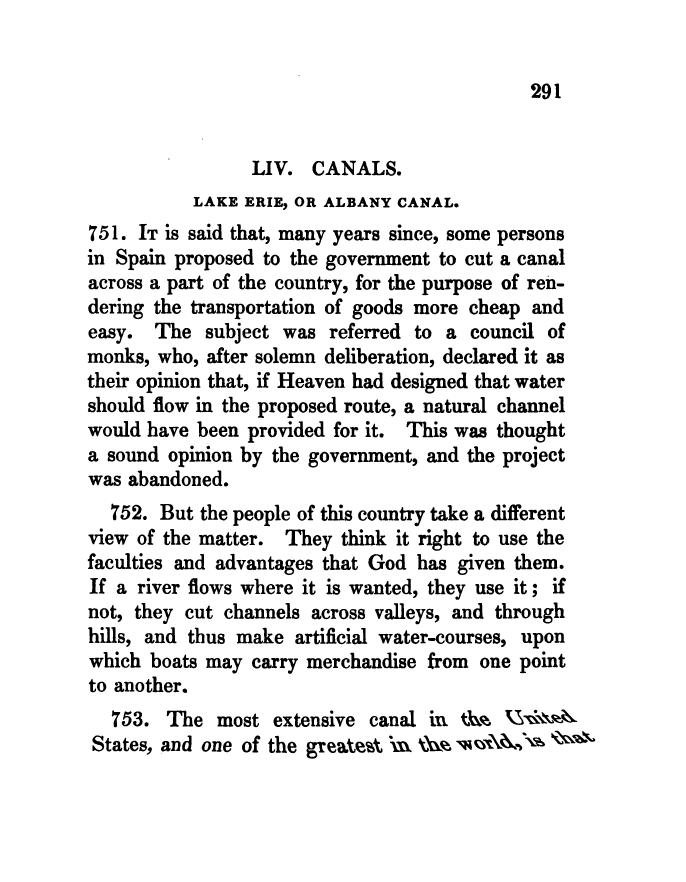 291
LIV. CANALS.
LAKE ERIE, OR ALBANY CANAL.
751. IT is said that, many years since, some persons
in Spain proposed to the government to cut a canal
across a part of the country, for the purpose of ren-
dering the transportation of goods more cheap and
easy. The subject was referred to a council of
monks, who, after solemn deliberation, declared it as
their opinion that, if Heaven had designed that water
should flow in the proposed route, a natural channel
would have been provided for it. This was thought
a sound opinion by the government, and the project
was abandoned.
752. But the people of this country take a different
view of the matter. They think it right to use the
faculties and advantages that God has given them.
If a river flows where it is wanted, they use it; if
not, they cut channels across valleys, and through
hills, and thus make artificial water-courses, upon
which boats may carry merchandise from one point
to another.
753. The most extensive canal in the United
States, and one of the greatest in the world, is that